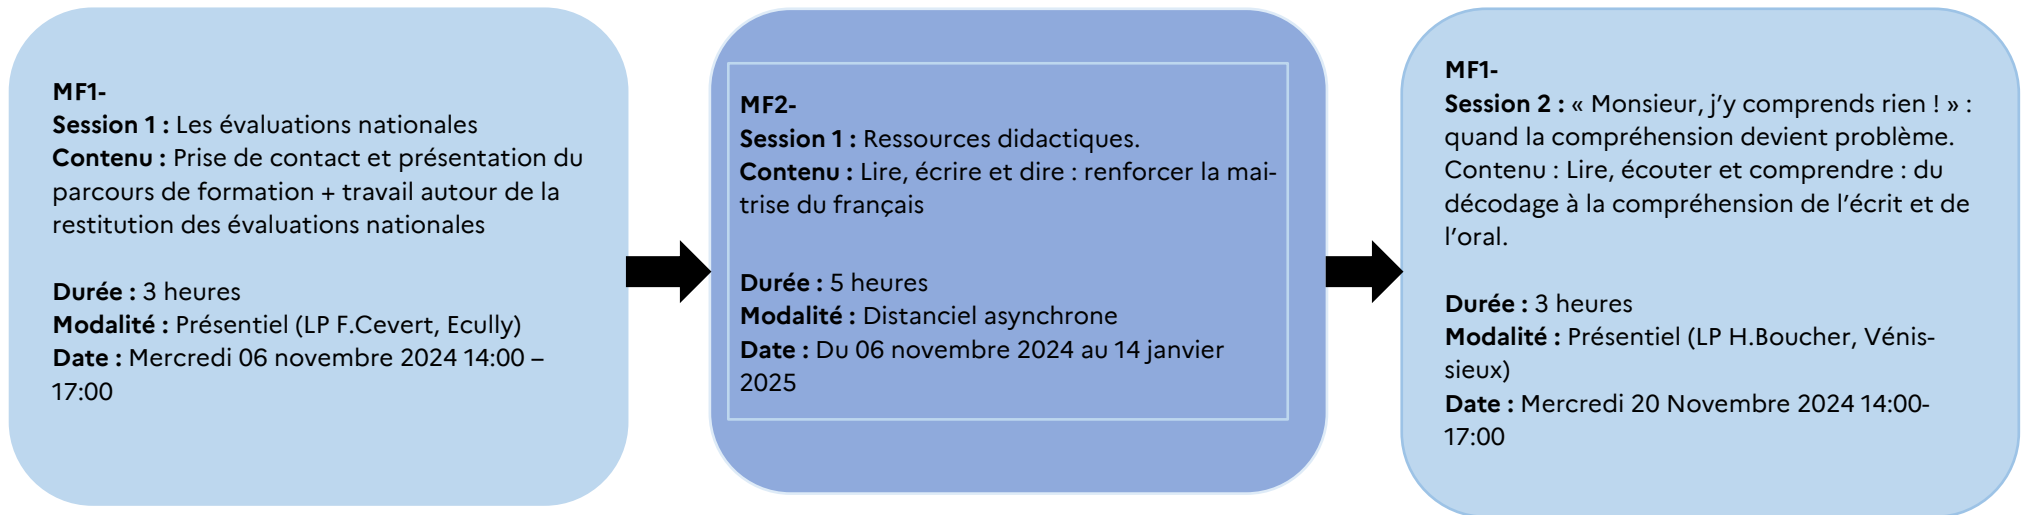 MF1-
Session 1 : Les évaluations nationales
Contenu : Prise de contact et présentation du
parcours de formation + travail autour de la
restitution des évaluations nationales
Durée : 3 heures
Modalité : Présentiel (LP F.Cevert, Ecully)
Date : Mercredi 06 novembre 2024 14:00 –
17:00
MF2-
Session 1 : Ressources didactiques.
Contenu : Lire, écrire et dire : renforcer la mai-
trise du français
Durée : 5 heures
Modalité : Distanciel asynchrone
Date : Du 06 novembre 2024 au 14 janvier
2025
MF1-
Session 2 : « Monsieur, j’y comprends rien ! » :
quand la compréhension devient problème.
Contenu : Lire, écouter et comprendre : du
décodage à la compréhension de l’écrit et de
l’oral.
Durée : 3 heures
Modalité : Présentiel (LP H.Boucher, Vénis-
sieux)
Date : Mercredi 20 Novembre 2024 14:00-
17:00